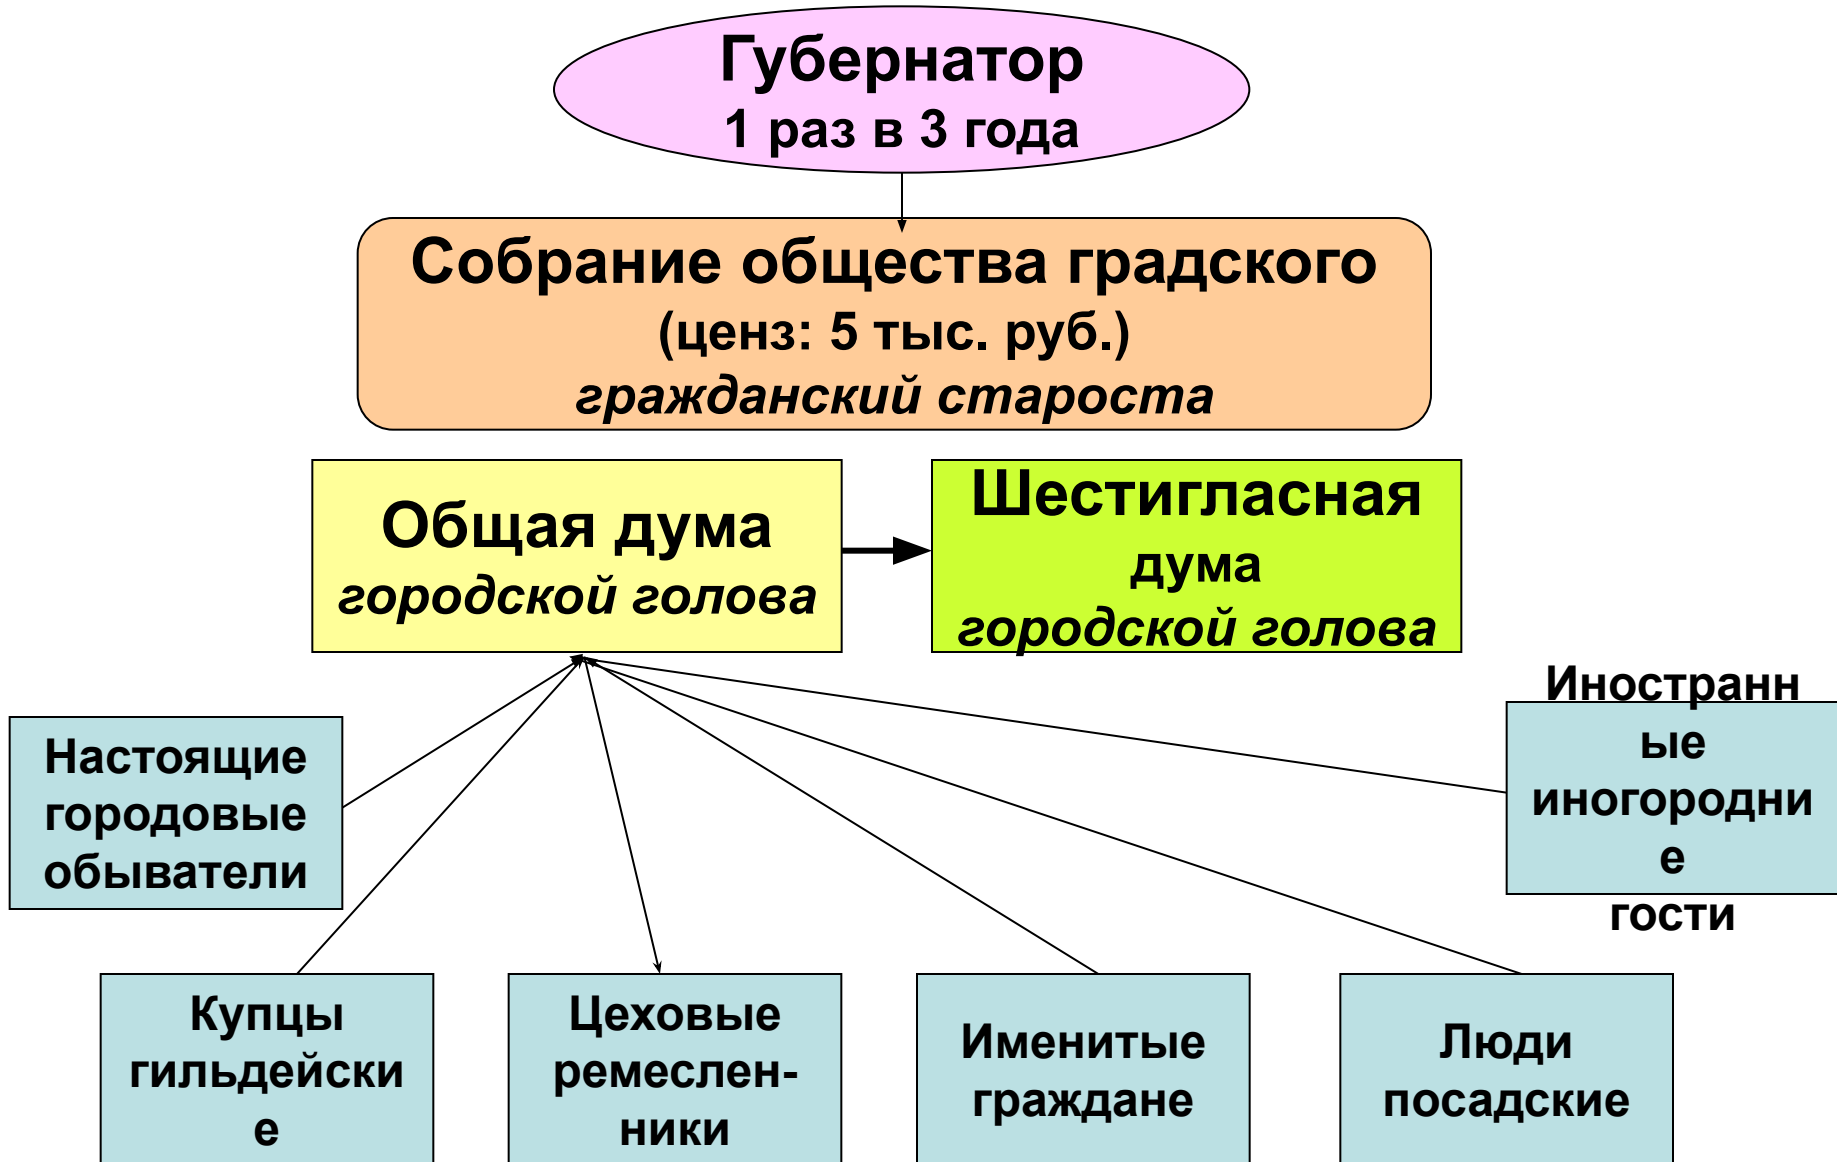 Губернатор
1 раз в 3 года
Собрание общества градского
(ценз: 5 тыс. руб.)
гражданский староста
Общая дума
городской голова
Шестигласная
дума
городской голова
Настоящие
городовые
обыватели
Иностранн
ые
иногородни
е
гости
Купцы
гильдейски
е
Цеховые
ремеслен-
ники
Именитые
граждане
Люди
посадские